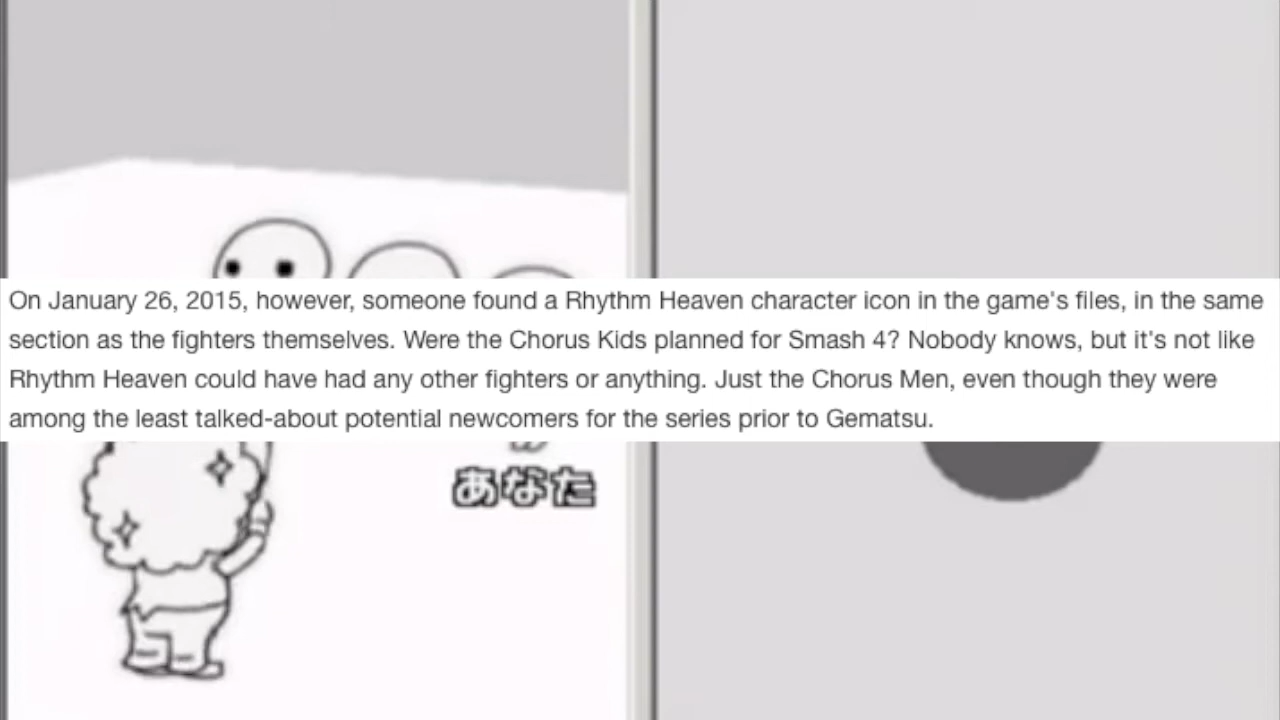 On January 26, 2015, however, someone found a Rhythm Heaven character icon in the game's files, in the same
section as the fighters themselves. Were the Chorus Kids planned for Smash 4? Nobody knows, but it's not like
Rhythm Heaven could have had any other fighters or anything. Just the Chorus Men, even though they were
among the least talked-about potential newcomers for the series prior to Gematsu.
あなた